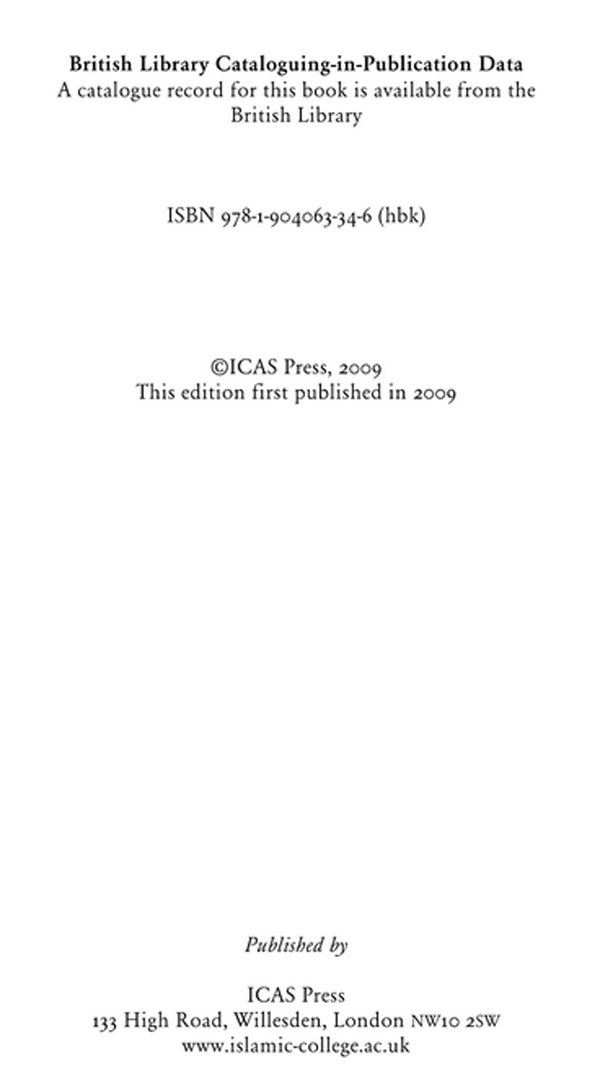 British Library Cataloguing-in-Publication Data
A catalogue record for this book is available from the
British Library
ISBN 978-1-904063-34-6 (hbk)
©ICAS Press, 2009
This edition first published in 2009
Published by
ICAS Press
133 High Road, Willesden, London NW10 2SW
www.islamic-college.ac.uk